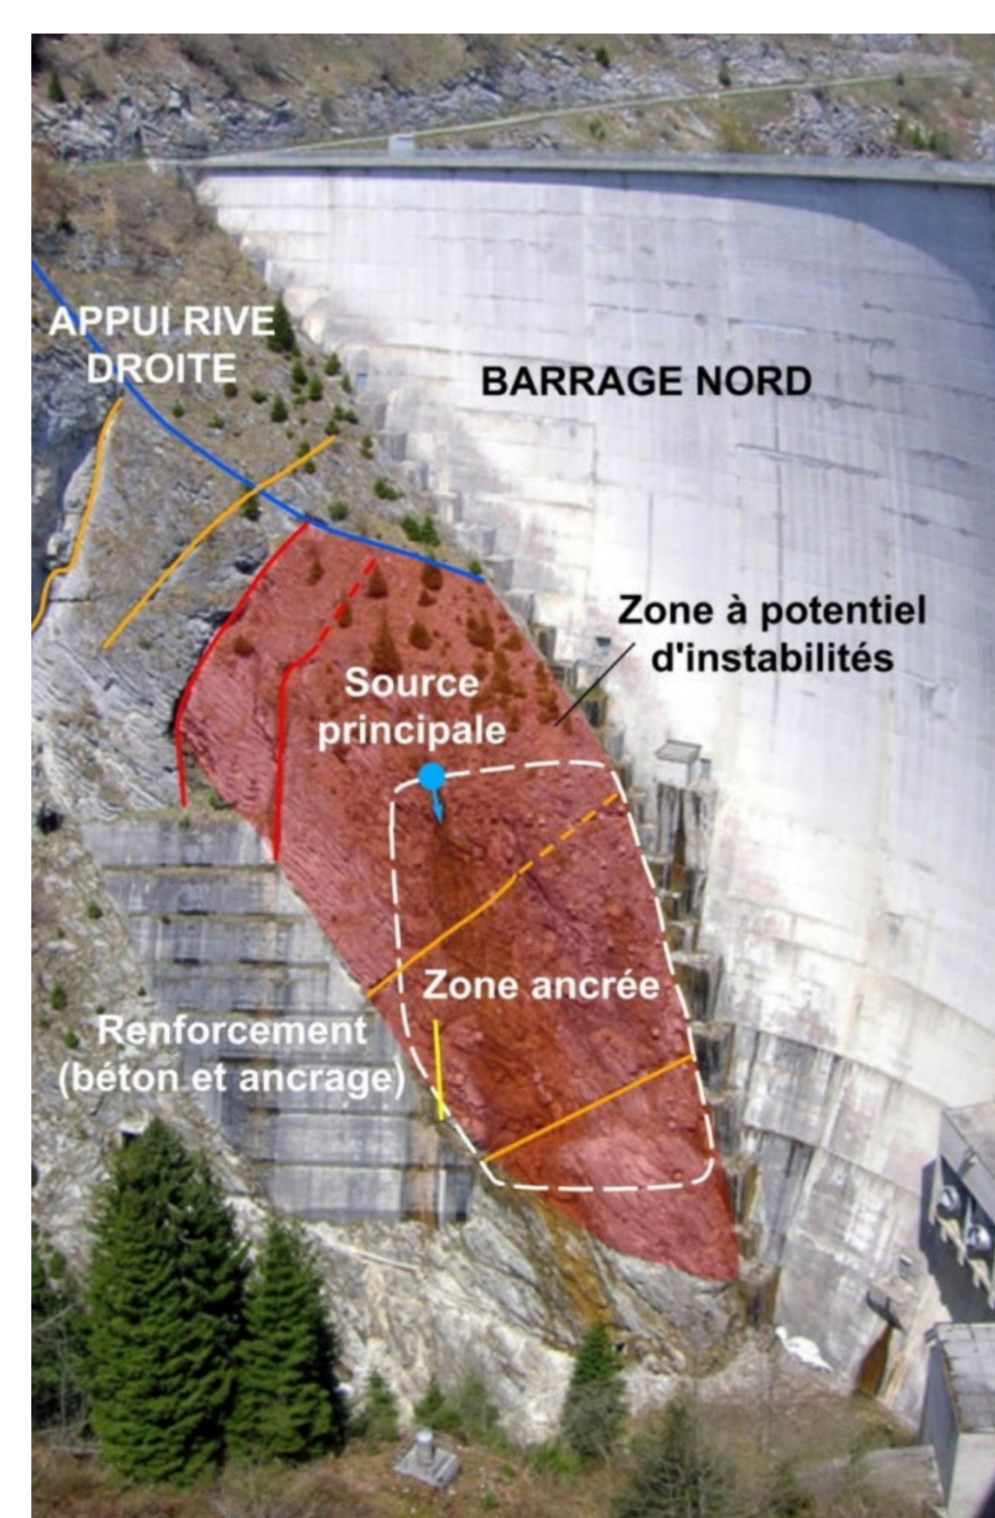 APPUI RIVE
DROITE
BARRAGE NORD
Zone à potentiel
d'instabilités
Source
principale
Zone ancrée
Renforcement
(béton et ancrage)